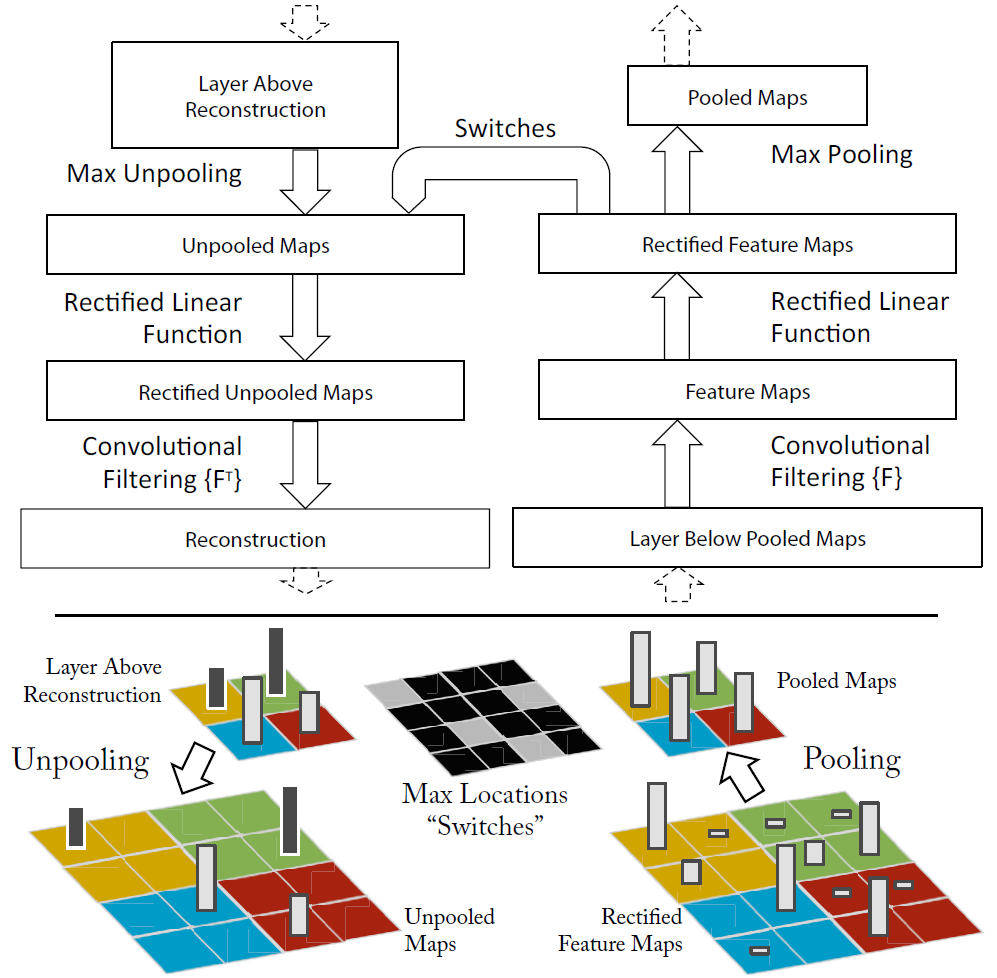 Layer Above
Reconstruction
Pooled Maps
Switches
Max Unpooling
Max Pooling
Unpooled Maps
Rectified Feature Maps
Rectified Linear
Function
Rectified Linear
Function
Rectified Unpooled Maps
Feature Maps
Convolutional
Filtering {Fᵀ}
Convolutional
Filtering {F}
Reconstruction
Layer Below Pooled Maps
Layer Above
Reconstruction
Pooled Maps
Unpooling
Pooling
Max Locations
“Switches”
Unpooled
Maps
Rectified
Feature Maps